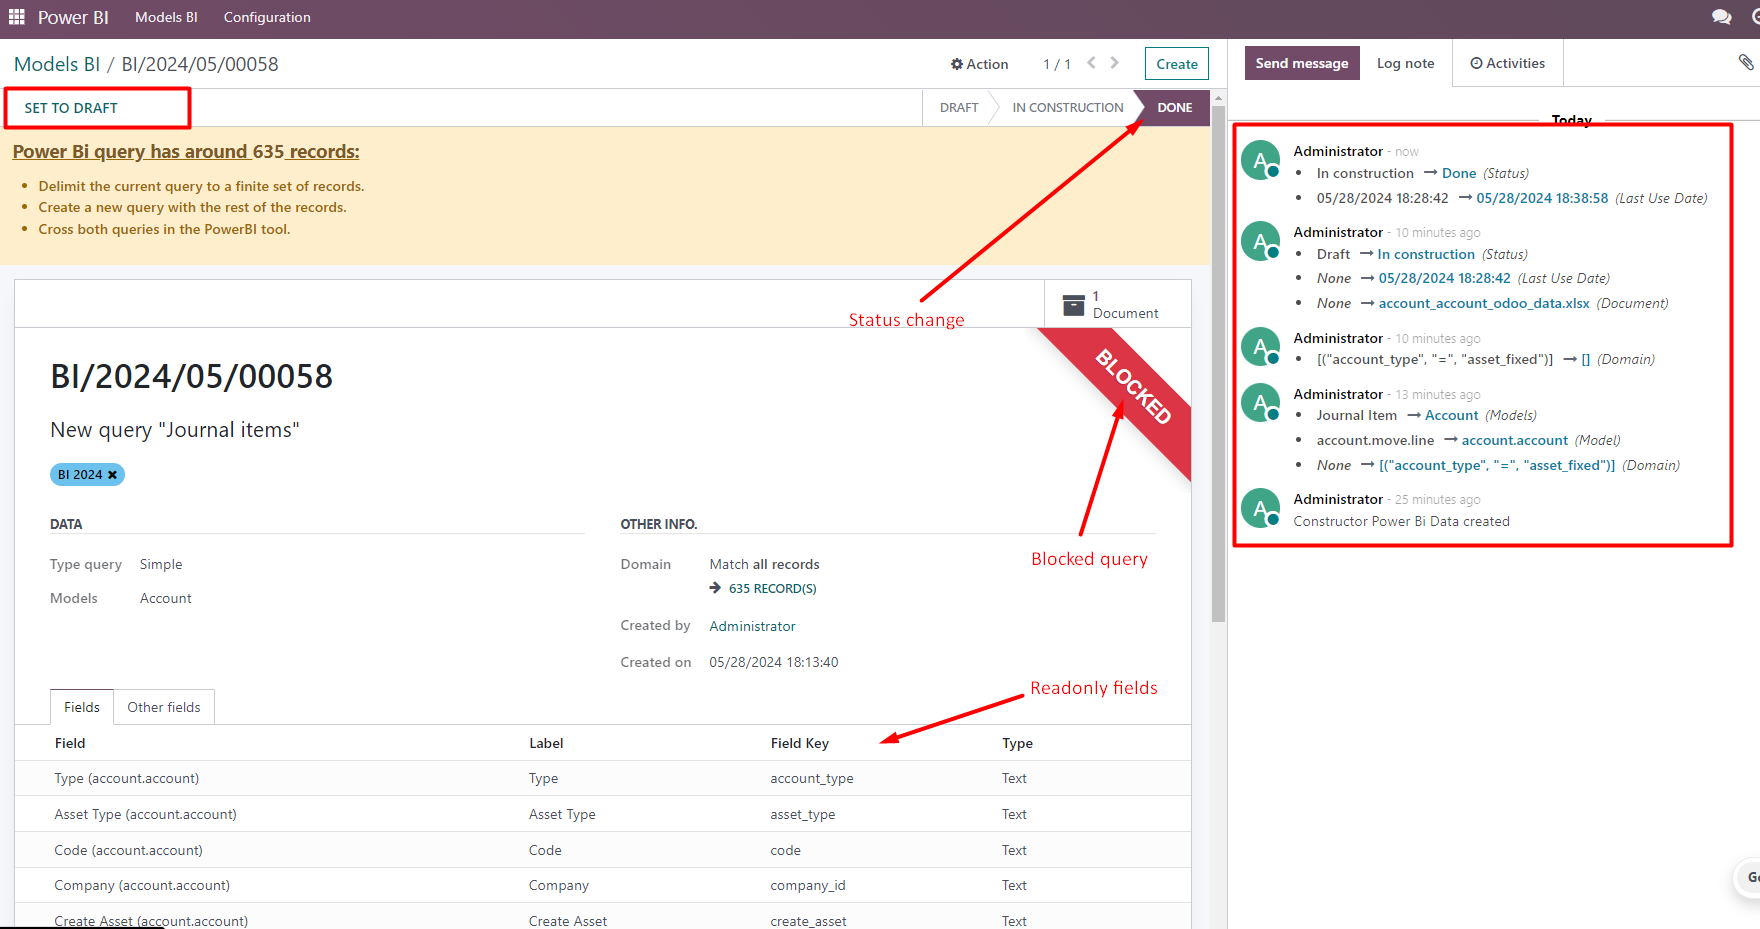 Power BI Models BI Configuration
Models BI / BI/2024/05/00058
Action 1 / 1 Create
SET TO DRAFT
DRAFT IN CONSTRUCTION DONE
Power Bi query has around 635 records:
Delimit the current query to a finite set of records.
Create a new query with the rest of the records.
Cross both queries in the PowerBI tool.
Status change
1
Document
BLOCKED
BI/2024/05/00058
New query "Journal items"
BI 2024 ✖
Blocked query
DATA
Type query Simple
Models Account
OTHER INFO.
Domain Match all records
→ 635 RECORD(S)
Created by Administrator
Created on 05/28/2024 18:13:40
Readonly fields
Fields Other fields
Field Label Field Key Type
Type (account.account) Type account_type Text
Asset Type (account.account) Asset Type asset_type Text
Code (account.account) Code code Text
Company (account.account) Company company_id Text
Create Asset (account.account) Create Asset create_asset Text
Send message Log note Activities
Today
A
Administrator - now
In construction → Done (Status)
05/28/2024 18:28:42 → 05/28/2024 18:38:58 (Last Use Date)
A
Administrator - 10 minutes ago
Draft → In construction (Status)
None → 05/28/2024 18:28:42 (Last Use Date)
None → account_account_odoo_data.xlsx (Document)
A
Administrator - 10 minutes ago
[("account_type", "=", "asset_fixed")] → [] (Domain)
A
Administrator - 13 minutes ago
Journal Item → Account (Models)
account.move.line → account.account (Model)
None → [("account_type", "=", "asset_fixed")] (Domain)
A
Administrator - 25 minutes ago
Constructor Power Bi Data created